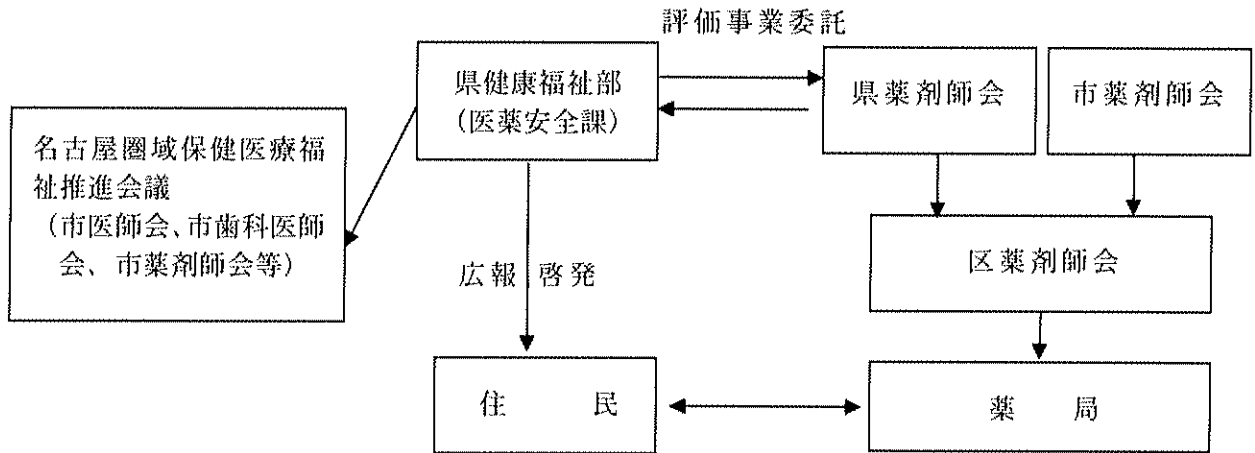 評価事業委託
県健康福祉部
（医薬安全課）
県薬剤師会
市薬剤師会
名古屋圏域保健医療福
祉推進会議
（市医師会、市歯科医師
会、市薬剤師会等）
広報 啓発
区薬剤師会
住 民
薬 局